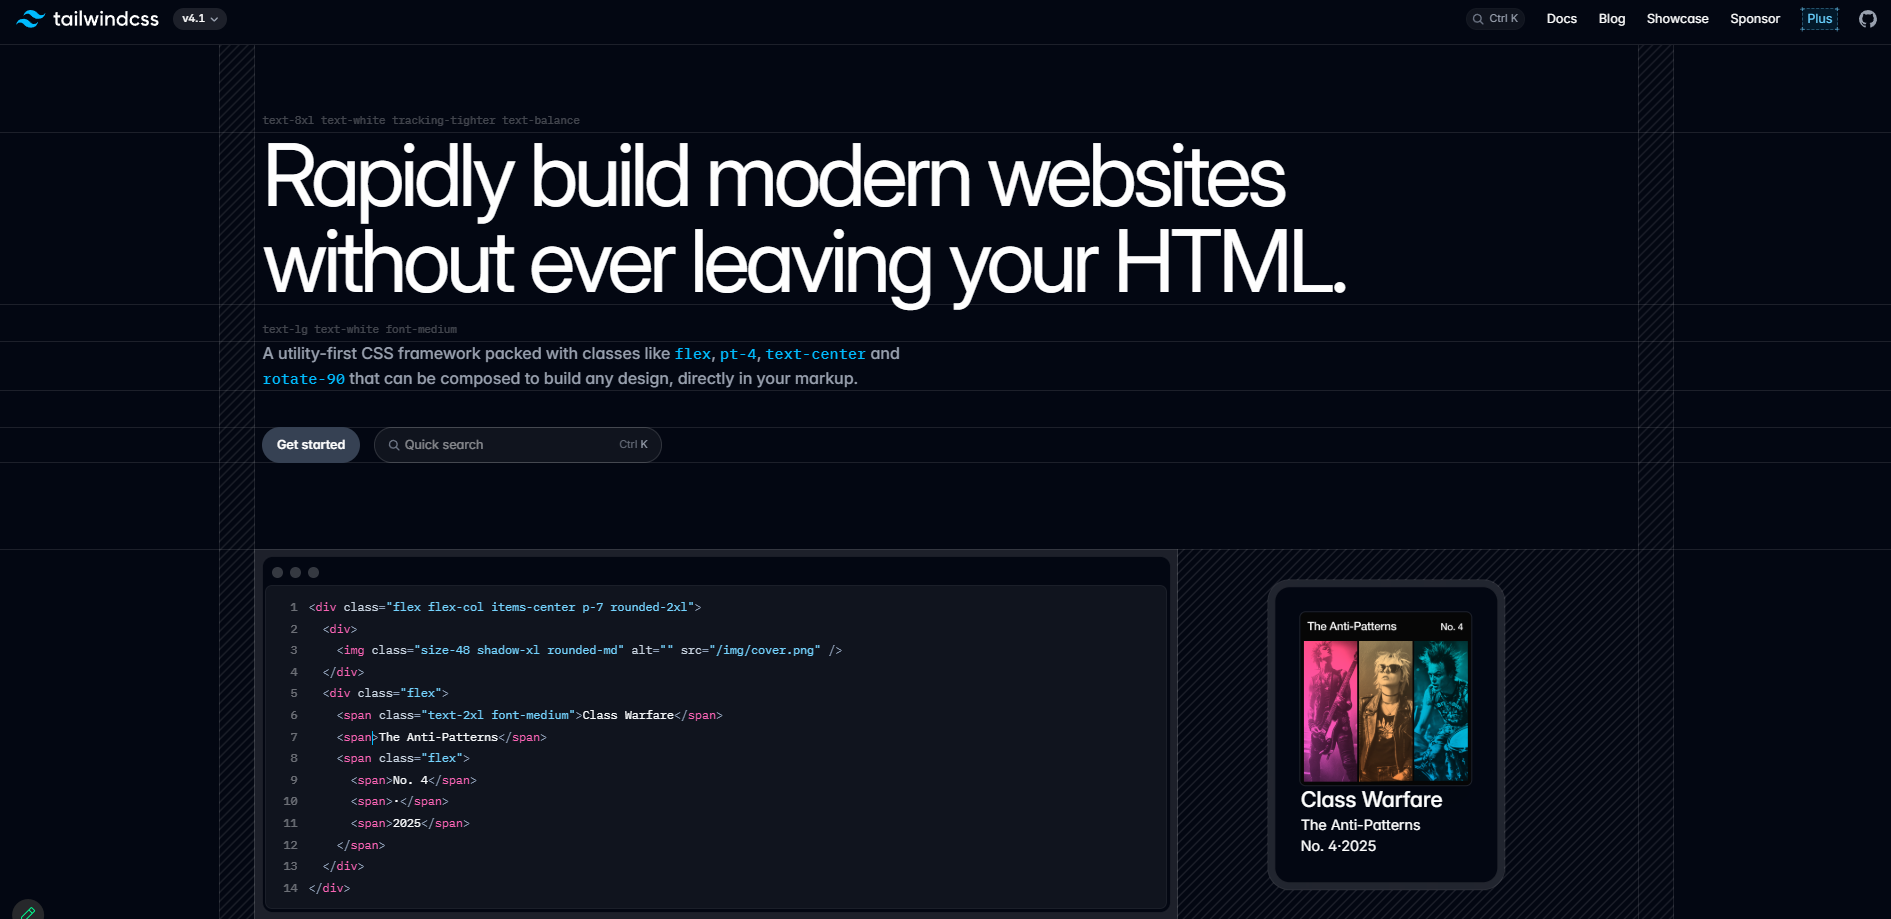 tailwindcss
v4.1
Ctrl K
Docs
Blog
Showcase
Sponsor
Plus
text-8xl text-white tracking-tighter text-balance
Rapidly build modern websites
without ever leaving your HTML.
text-lg text-white font-medium
A utility-first CSS framework packed with classes like flex, pt-4, text-center and
rotate-90 that can be composed to build any design, directly in your markup.
Get started
Quick search
Ctrl K
1 <div class="flex flex-col items-center p-7 rounded-2xl">
2 <div>
3 <img class="size-48 shadow-xl rounded-md" alt="" src="/img/cover.png" />
4 </div>
5 <div class="flex">
6 <span class="text-2xl font-medium">Class Warfare</span>
7 <span>The Anti-Patterns</span>
8 <span class="flex">
9 <span>No. 4</span>
10 <span>·</span>
11 <span>2025</span>
12 </span>
13 </div>
14 </div>
The Anti-Patterns No. 4
Class Warfare
The Anti-Patterns
No. 4·2025